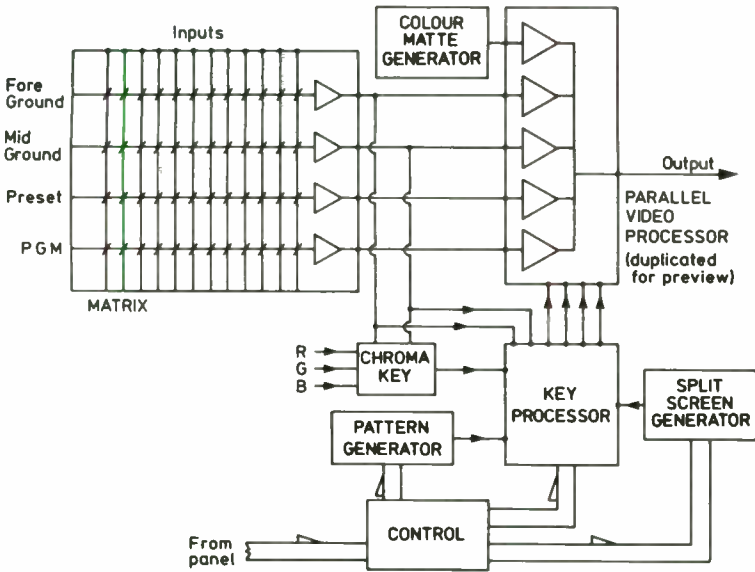 Inputs
COLOUR
MATTE
GENERATOR
Fore
Ground
Mid
Ground
Preset
PGM
MATRIX
Output
PARALLEL
VIDEO
PROCESSOR
(duplicated
for preview)
R
G
B
CHROMA
KEY
KEY
PROCESSOR
SPLIT
SCREEN
GENERATOR
PATTERN
GENERATOR
CONTROL
From
panel